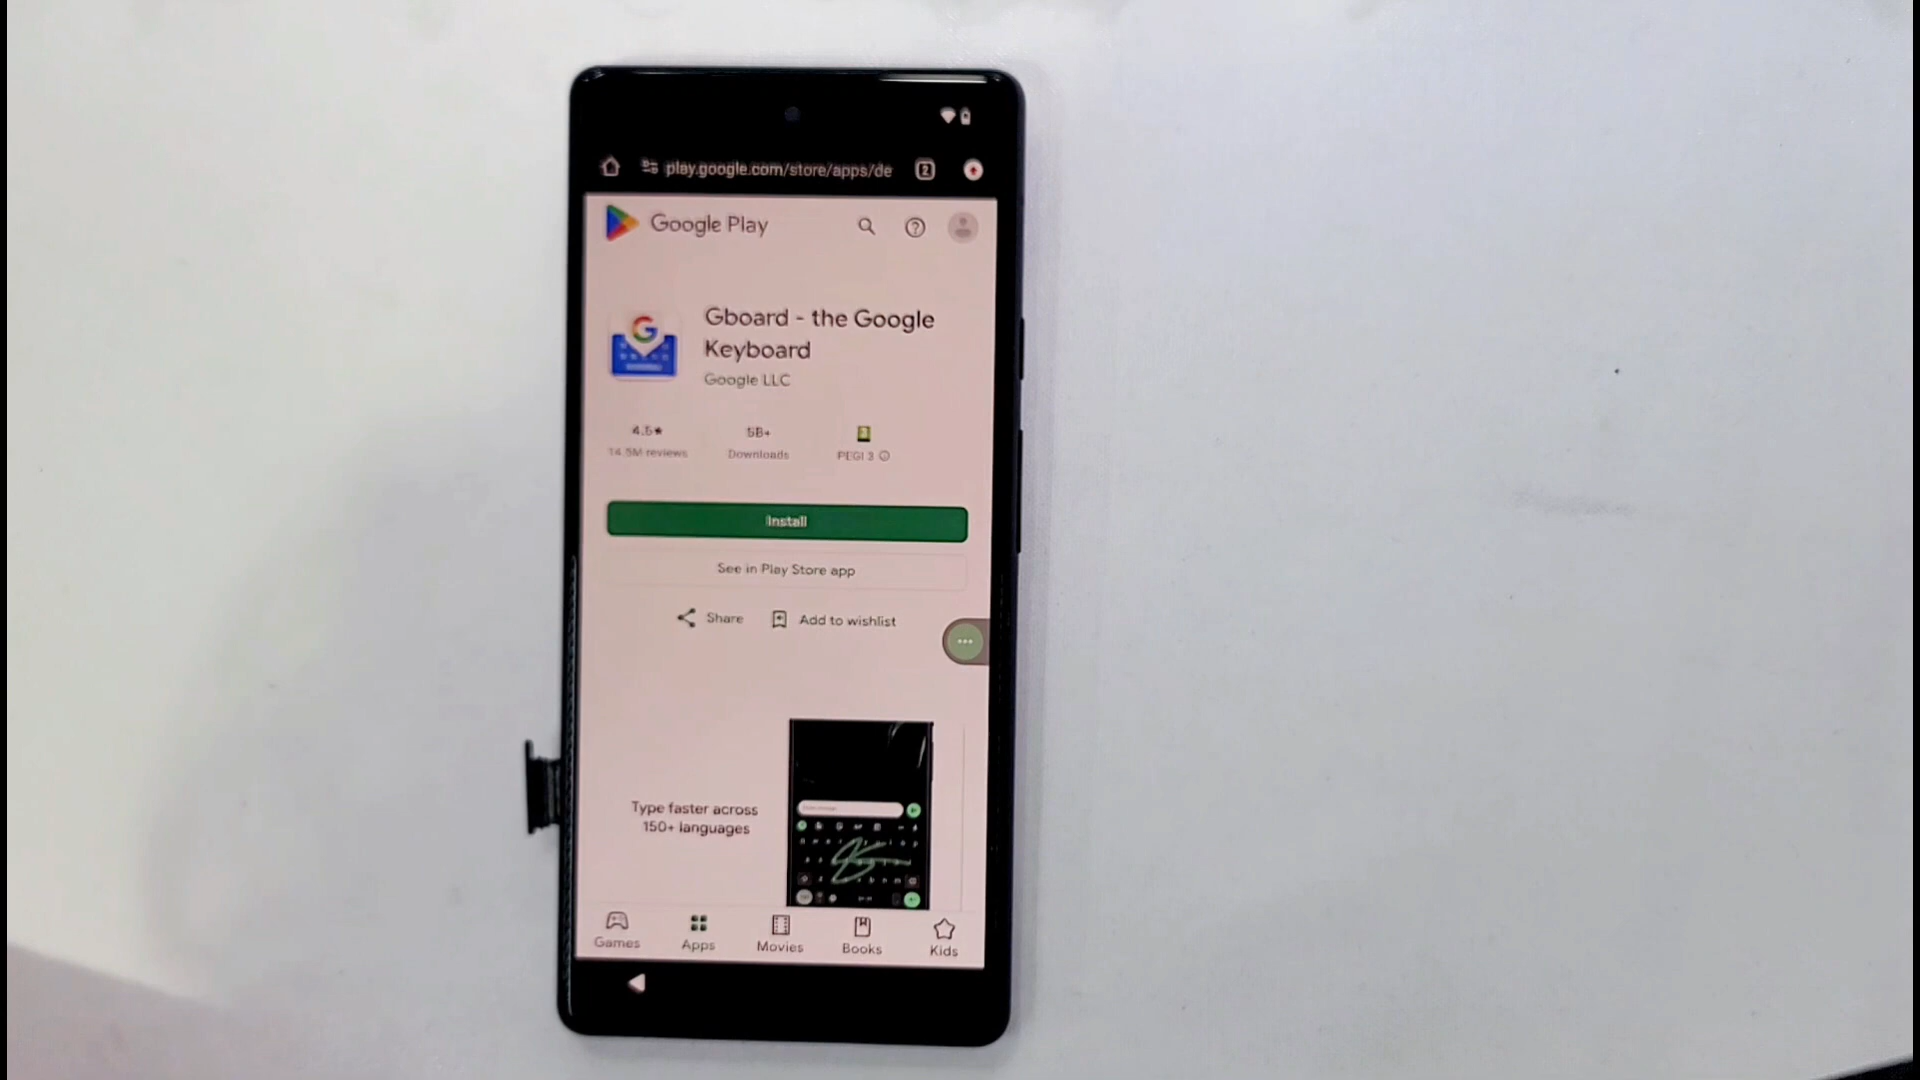 play.google.com/store/apps/de
2
Google Play
Gboard - the Google
Keyboard
Google LLC
4.5★
14.5M reviews
5B+
Downloads
3
PEGI 3
Install
See in Play Store app
Share
Add to wishlist
Type faster across
150+ languages
Games
Apps
Movies
Books
Kids